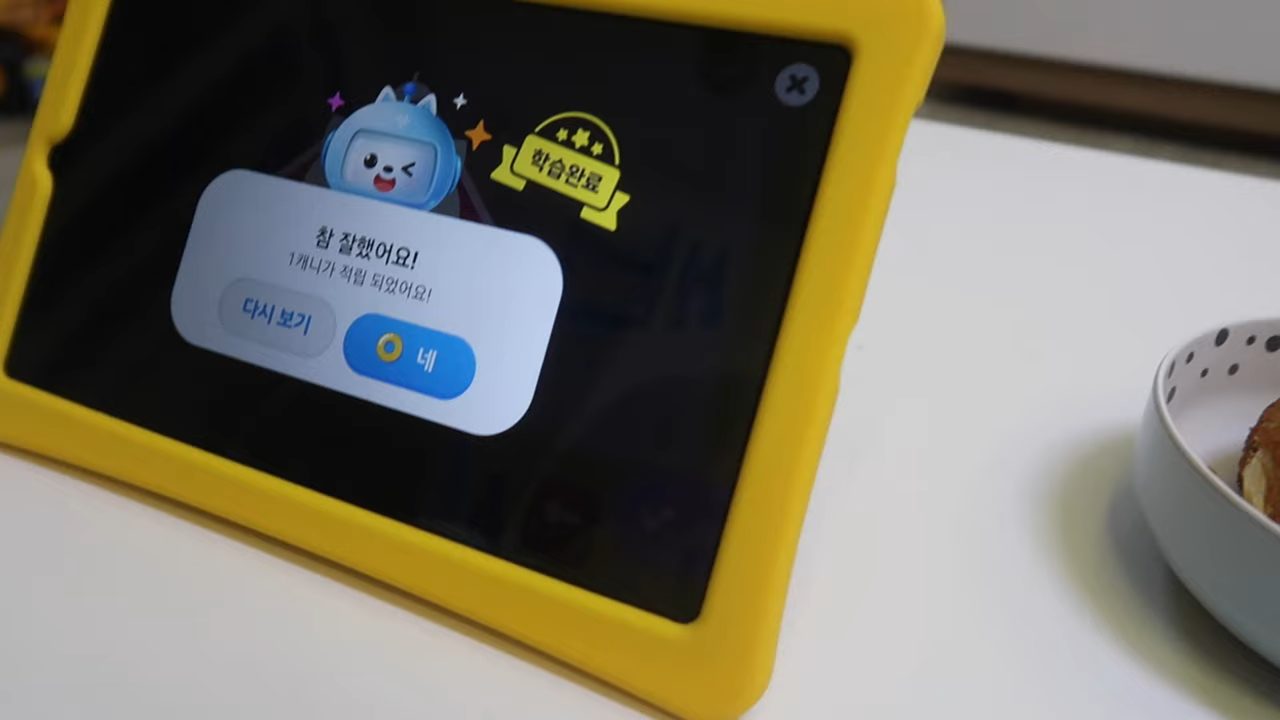 학습완료
참 잘했어요!
1캐니가 적립 되었어요!
다시 보기
네